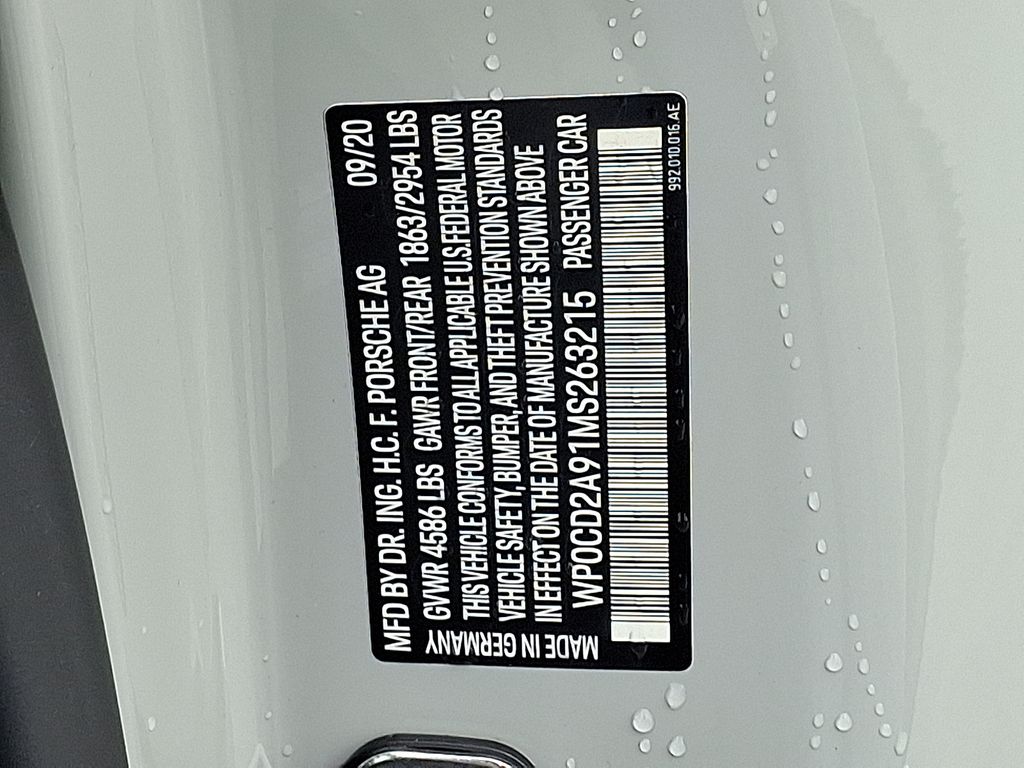 MFD BY DR. ING. H.C. F. PORSCHE AG 09/20
GVWR 4586 LBS GAWR FRONT/REAR 1863/2954 LBS
THIS VEHICLE CONFORMS TO ALL APPLICABLE U.S. FEDERAL MOTOR
VEHICLE SAFETY, BUMPER, AND THEFT PREVENTION STANDARDS
IN EFFECT ON THE DATE OF MANUFACTURE SHOWN ABOVE
WP0CD2A91MS263215 PASSENGER CAR
MADE IN GERMANY
992.010.016.AE